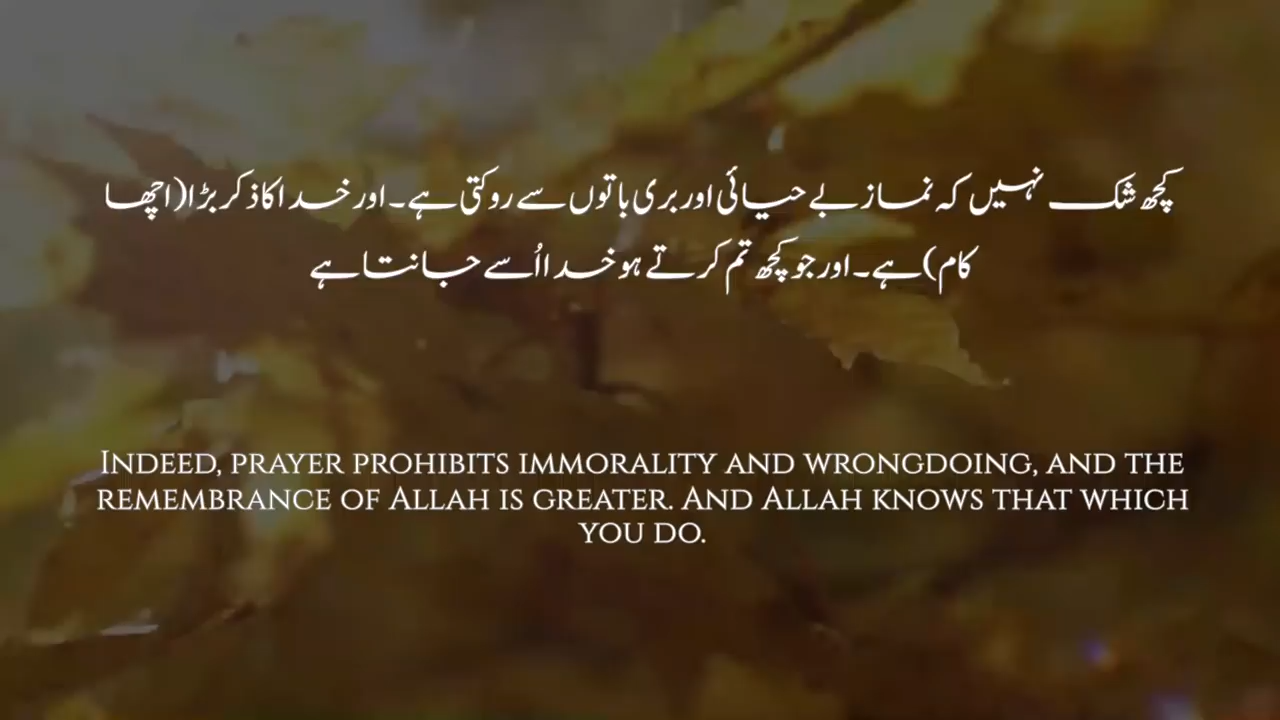 کچھ شک نہیں کہ نماز بے حیائی اور بری باتوں سے روکتی ہے۔ اور خدا کا ذکر بڑا (اچھا
کام) ہے۔ اور جو کچھ تم کرتے ہو خدا اُسے جانتا ہے
Indeed, prayer prohibits immorality and wrongdoing, and the
remembrance of Allah is greater. And Allah knows that which
you do.